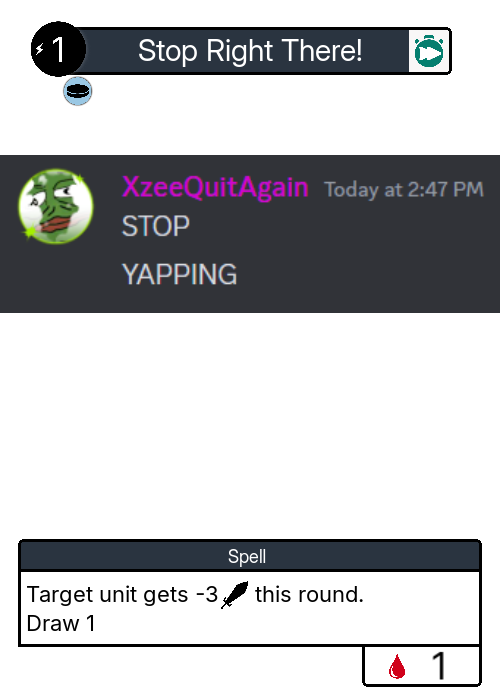 1 Stop Right There!
XzeeQuitAgain Today at 2:47 PM
STOP
YAPPING
Spell
Target unit gets -3 this round.
Draw 1
1